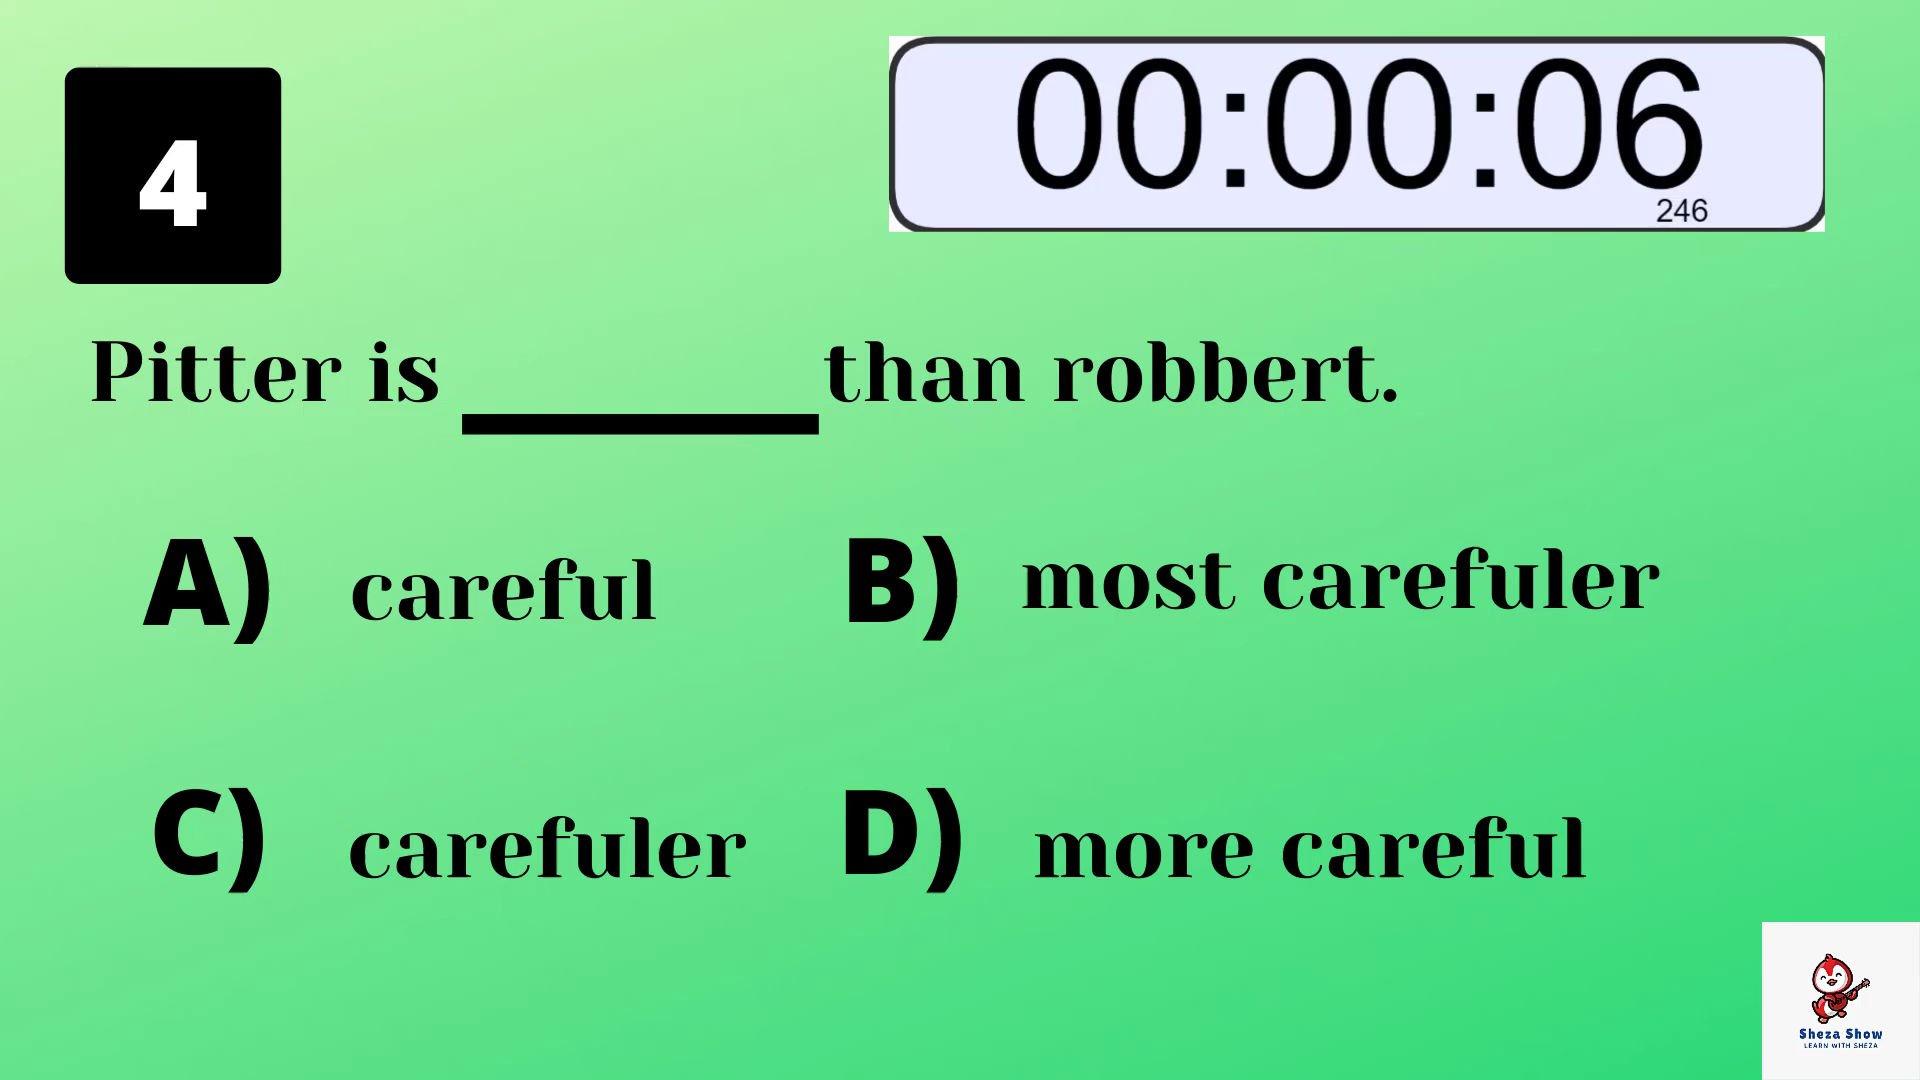 4
00:00:06
246
Pitter is ________ than robbert.
A) careful
B) most carefuler
C) carefuler
D) more careful
Sheza Show
LEARN WITH SHEZA